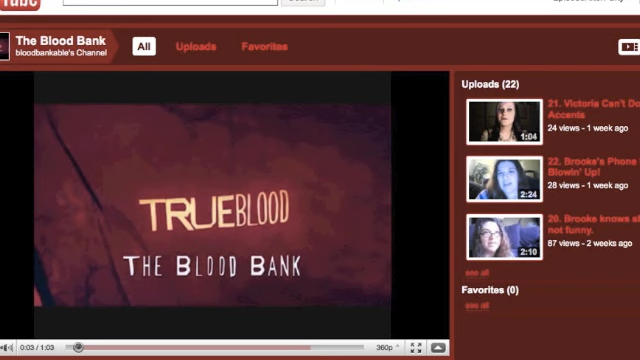 Tube
Search
The Blood Bank
bloodbankable's Channel
All
Uploads
Favorites
Uploads (22)
21. Victoria Can't Do
Accents
24 views - 1 week ago
1:04
22. Brooke's Phone
Blowin' Up!
28 views - 1 week ago
2:24
20. Brooke knows
not funny.
87 views - 2 weeks ago
2:10
see all
Favorites (0)
see all
TRUEBLOOD
THE BLOOD BANK
0:03 / 1:03
360p